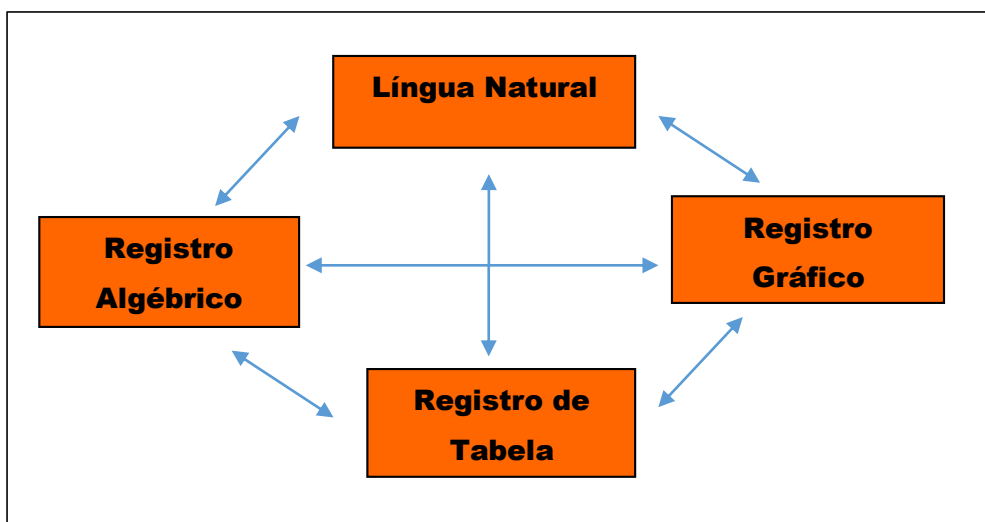 Língua Natural
Registro
Algébrico
Registro
Gráfico
Registro de
Tabela